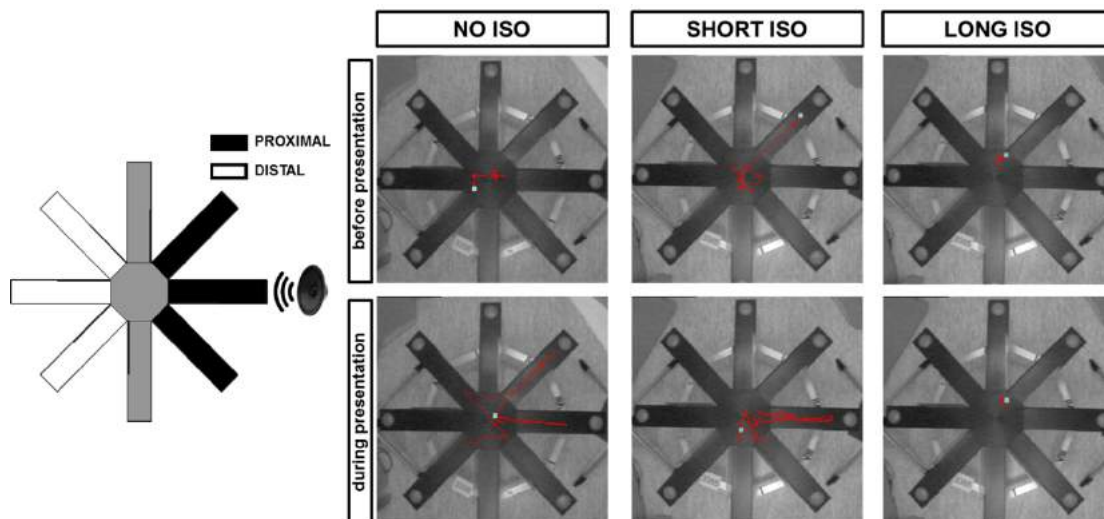 NO ISO
SHORT ISO
LONG ISO
before presentation
PROXIMAL
DISTAL
during presentation